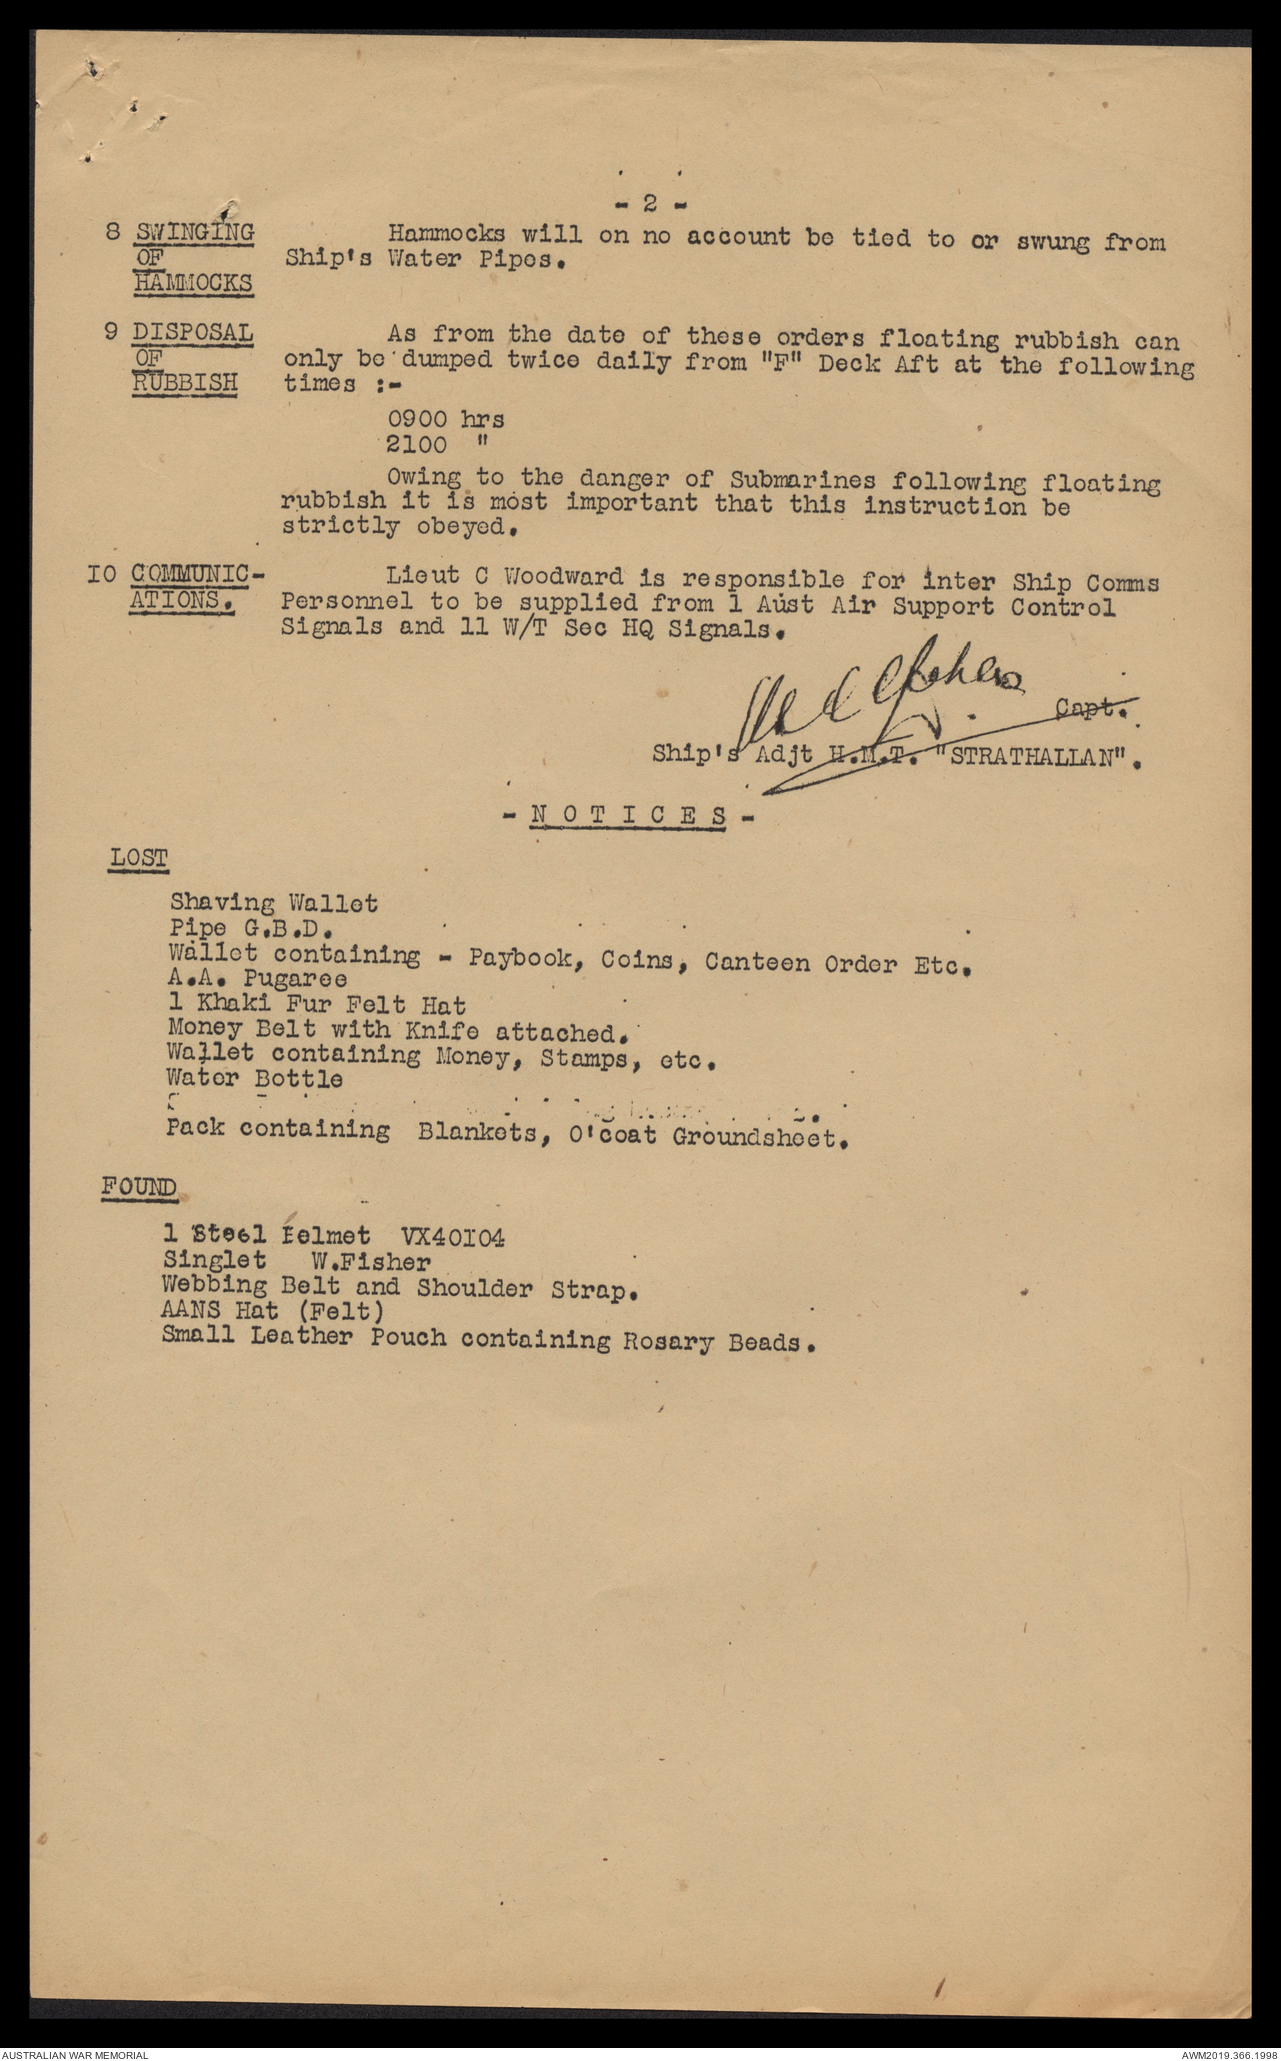 - 2 -
8 SWINGING Hammocks will on no account be tied to or swung from
OF Ship's Water Pipes.
HAMMOCKS
9 DISPOSAL As from the date of these orders floating rubbish can
OF only be dumped twice daily from "F" Deck Aft at the following
RUBBISH times :-
0900 hrs
2100 "
Owing to the danger of Submarines following floating
rubbish it is most important that this instruction be
strictly obeyed.
10 COMMUNIC- Lieut C Woodward is responsible for inter Ship Comms
ATIONS. Personnel to be supplied from 1 Aust Air Support Control
Signals and 11 W/T Sec HQ Signals.
Capt.
Ship's Adjt H.M.T. "STRATHALLAN".
- N O T I C E S -
LOST
Shaving Wallet
Pipe G.B.D.
Wallet containing - Paybook, Coins, Canteen Order Etc.
A.A. Pugaree
1 Khaki Fur Felt Hat
Money Belt with Knife attached.
Wallet containing Money, Stamps, etc.
Water Bottle
Pack containing Blankets, O'coat Groundsheet.
FOUND
1 Steel Helmet VX40104
Singlet W.Fisher
Webbing Belt and Shoulder Strap.
AANS Hat (Felt)
Small Leather Pouch containing Rosary Beads.
AUSTRALIAN WAR MEMORIAL AWM2019.366.1998